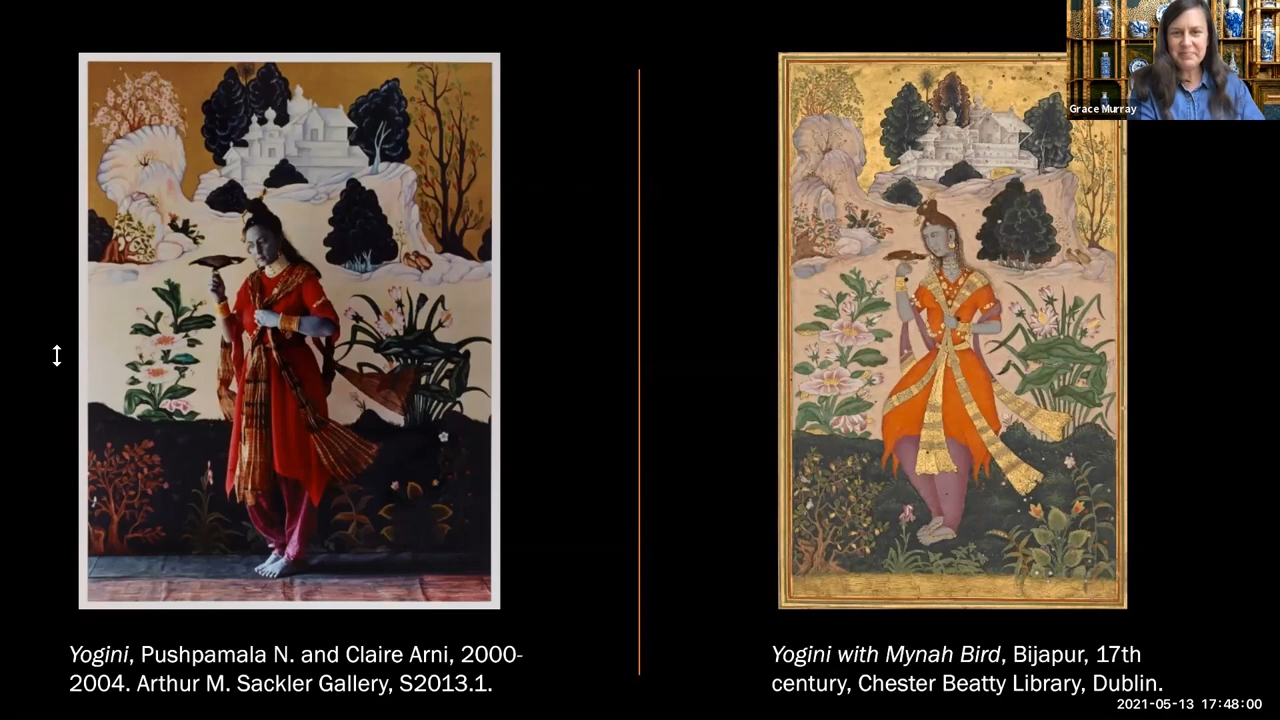 Grace Murray
Yogini, Pushpamala N. and Claire Arni, 2000-
2004. Arthur M. Sackler Gallery, S2013.1.
Yogini with Mynah Bird, Bijapur, 17th
century, Chester Beatty Library, Dublin.
2021-05-13 17:48:00